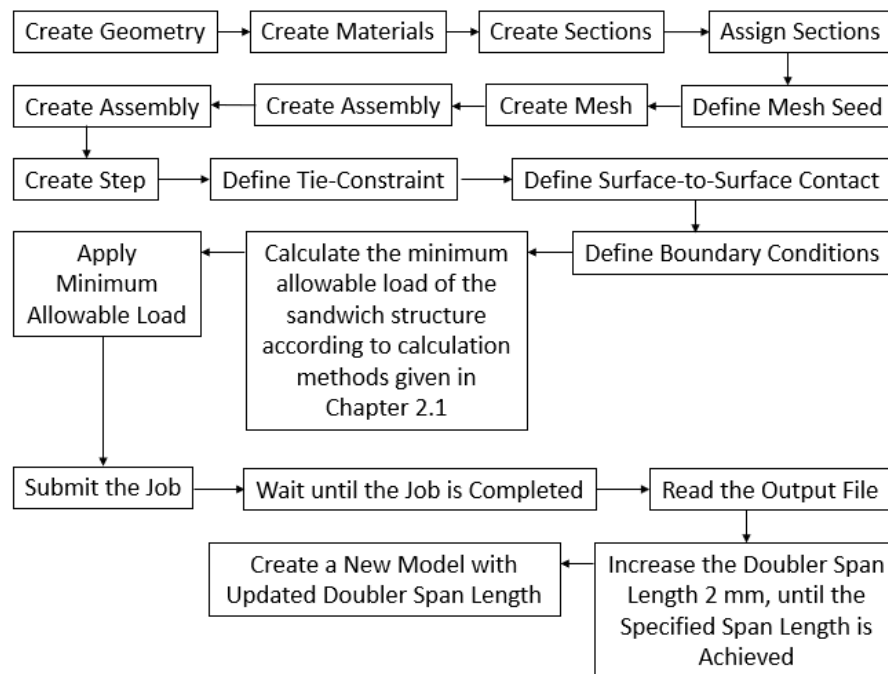 Create Geometry
Create Materials
Create Sections
Assign Sections
Define Mesh Seed
Create Mesh
Create Assembly
Create Assembly
Create Step
Define Tie-Constraint
Define Surface-to-Surface Contact
Define Boundary Conditions
Calculate the minimum
allowable load of the
sandwich structure
according to calculation
methods given in
Chapter 2.1
Apply
Minimum
Allowable Load
Submit the Job
Wait until the Job is Completed
Read the Output File
Increase the Doubler Span
Length 2 mm, until the
Specified Span Length is
Achieved
Create a New Model with
Updated Doubler Span Length